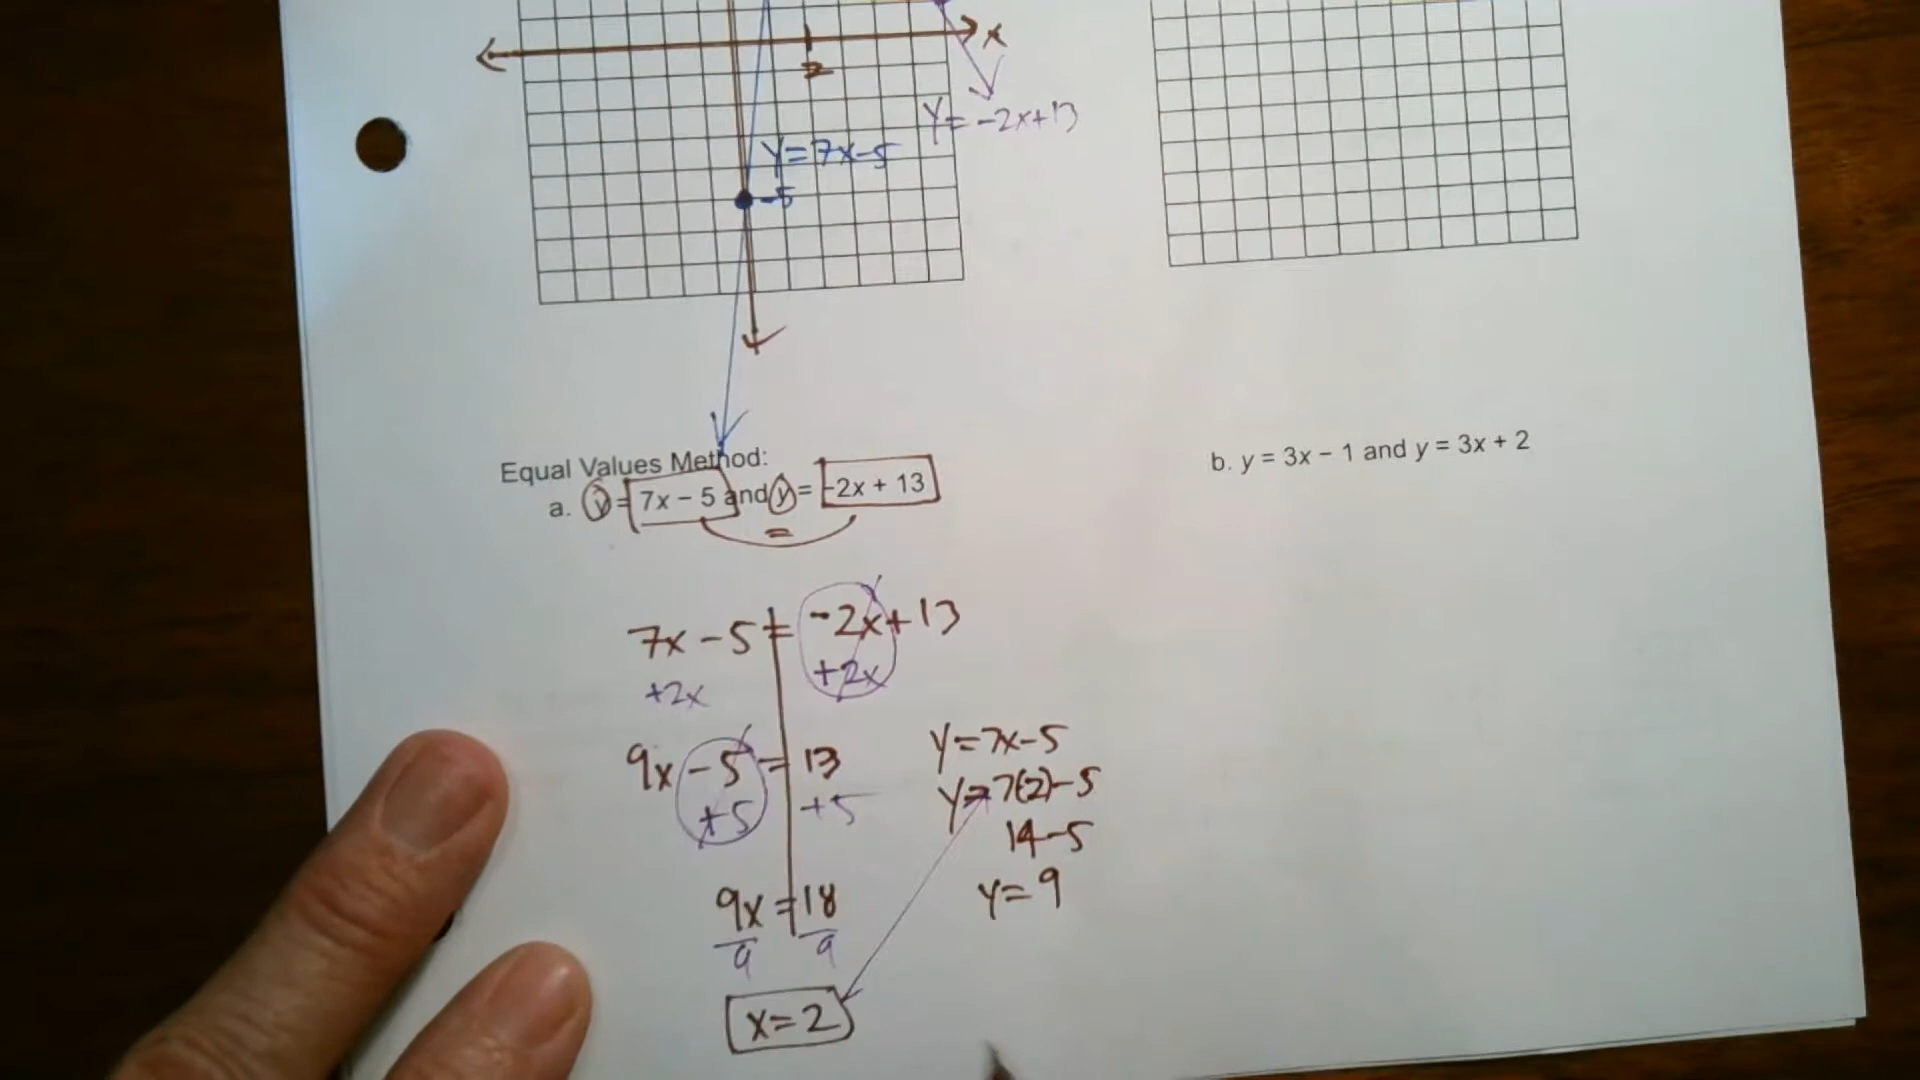 x
2
y = -2x+13
y=7x-5
-5
Equal Values Method:
a. y = 7x − 5 and y = -2x + 13
=
b. y = 3x − 1 and y = 3x + 2
7x -5 = -2x+13
+2x +2x
9x -5 = 13
+5 +5
9x = 18
9 9
x=2
y=7x-5
y=7(2)-5
14-5
y=9